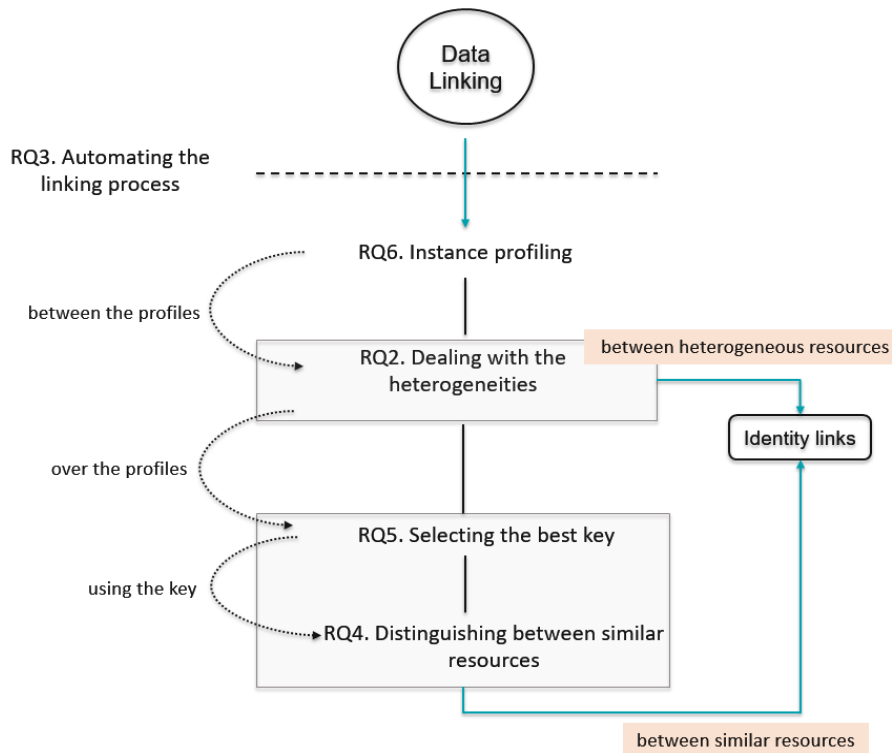 Data
Linking
RQ3. Automating the
linking process
RQ6. Instance profiling
between the profiles
between heterogeneous resources
RQ2. Dealing with the
heterogeneities
Identity links
over the profiles
RQ5. Selecting the best key
using the key
RQ4. Distinguishing between similar
resources
between similar resources